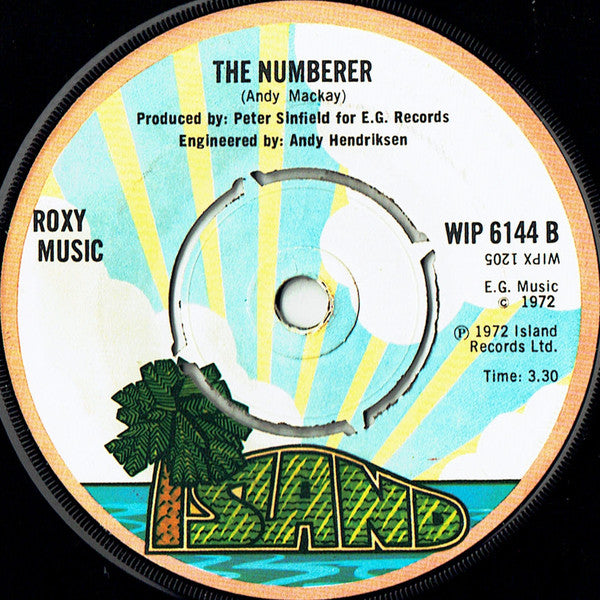 THE NUMBERER
(Andy Mackay)
Produced by: Peter Sinfield for E.G. Records
Engineered by: Andy Hendriksen
ROXY
MUSIC
WIP 6144 B
WIPX 1205
E.G. Music
© 1972
℗ 1972 Island
Records Ltd.
Time: 3.30
ISLAND